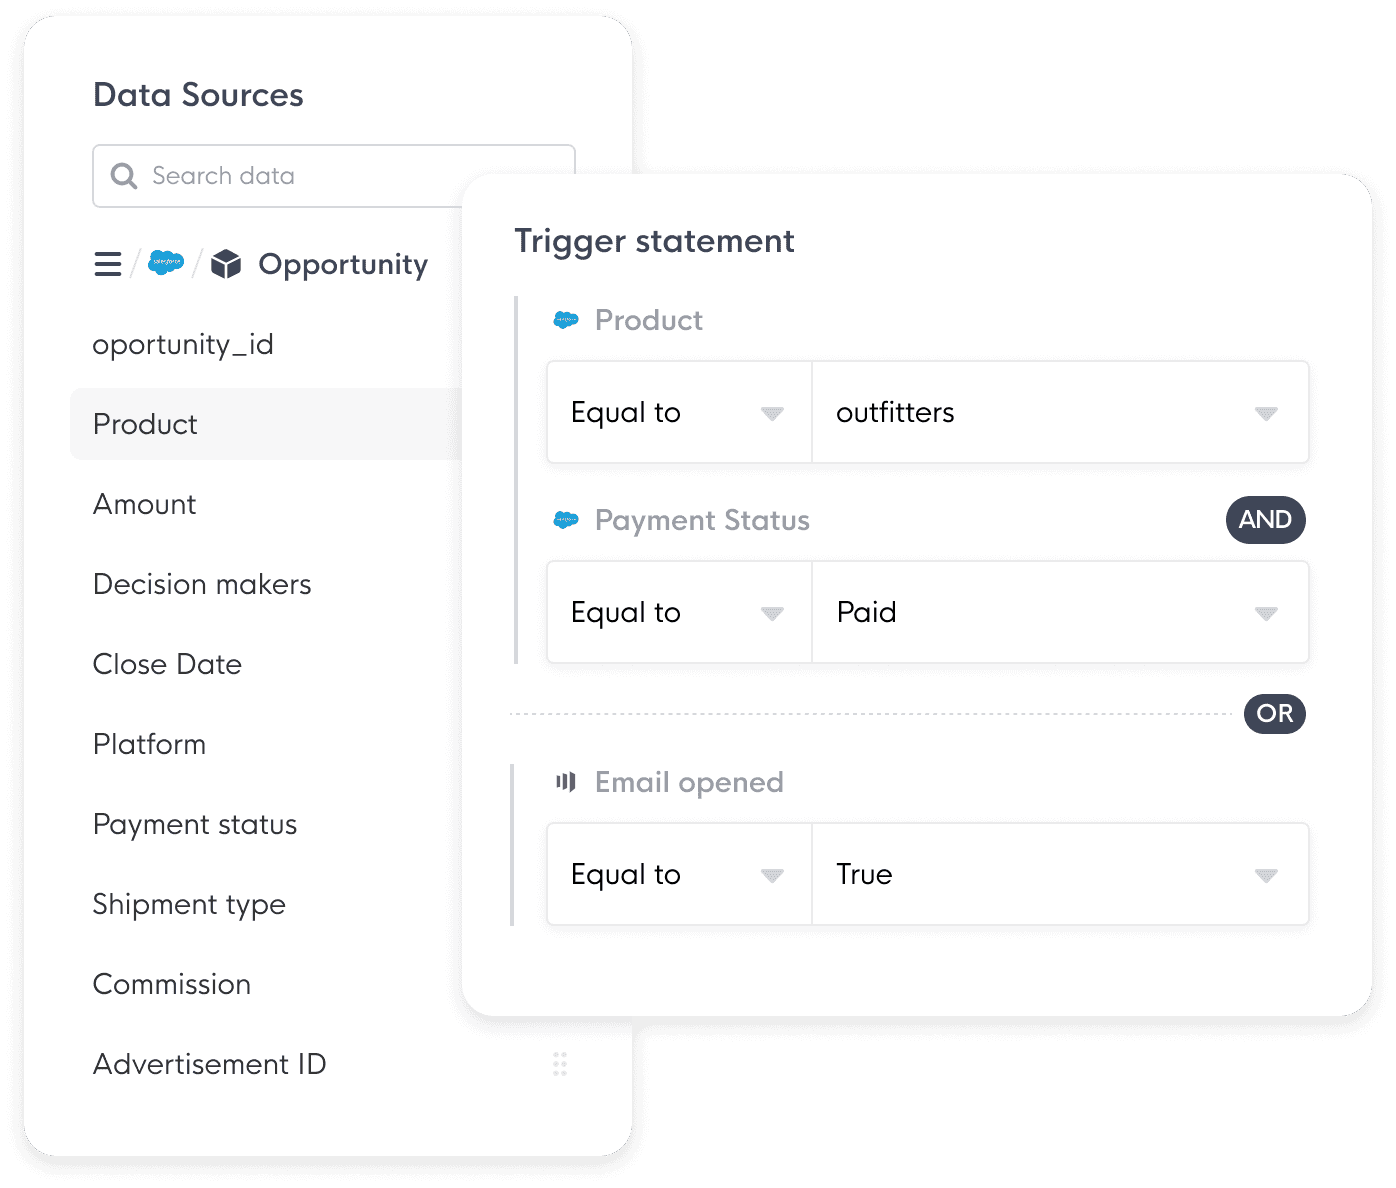 Data Sources
Search data
salesforce
Opportunity
oportunity_id
Product
Amount
Decision makers
Close Date
Platform
Payment status
Shipment type
Commission
Advertisement ID
Trigger statement
Product
Equal to outfitters
Payment Status AND
Equal to Paid
OR
Email opened
Equal to True